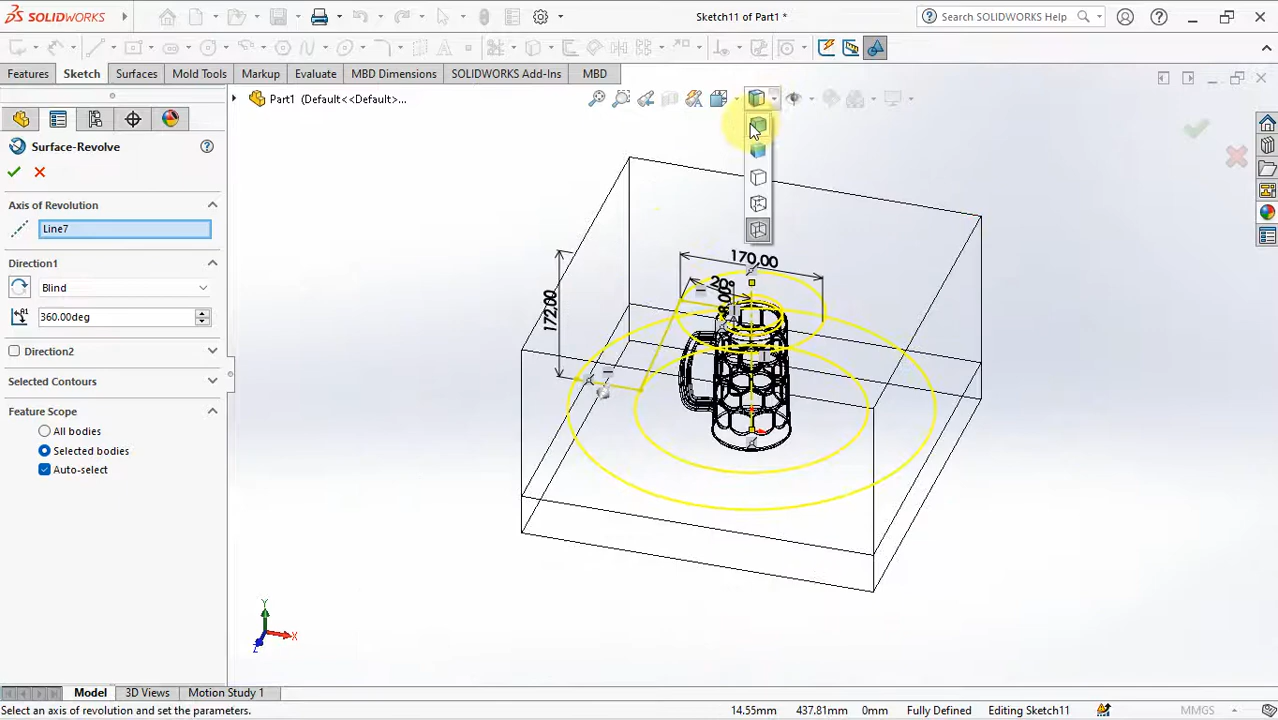 SOLIDWORKS
Sketch11 of Part1 *
Search SOLIDWORKS Help
Features
Sketch
Surfaces
Mold Tools
Markup
Evaluate
MBD Dimensions
SOLIDWORKS Add-Ins
MBD
Part1 (Default<<Default>...
Surface-Revolve
Axis of Revolution
Line7
Direction1
Blind
360.00deg
Direction2
Selected Contours
Feature Scope
All bodies
Selected bodies
Auto-select
170.00
20°
172.00
Y
X
Z
Model
3D Views
Motion Study 1
Select an axis of revolution and set the parameters.
14.55mm
437.81mm
0mm
Fully Defined
Editing Sketch11
MMGS